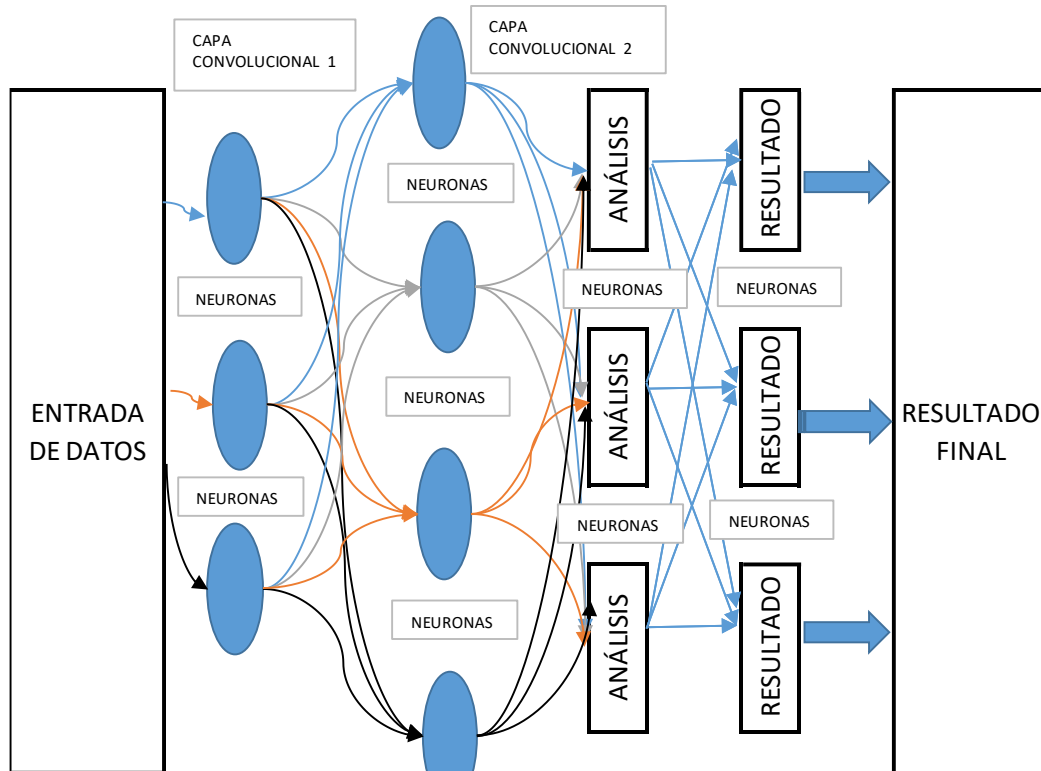 CAPA
CONVOLUCIONAL 1
CAPA
CONVOLUCIONAL 2
ENTRADA
DE DATOS
NEURONAS
NEURONAS
NEURONAS
NEURONAS
NEURONAS
ANÁLISIS
ANÁLISIS
ANÁLISIS
NEURONAS
NEURONAS
RESULTADO
RESULTADO
RESULTADO
NEURONAS
NEURONAS
RESULTADO
FINAL